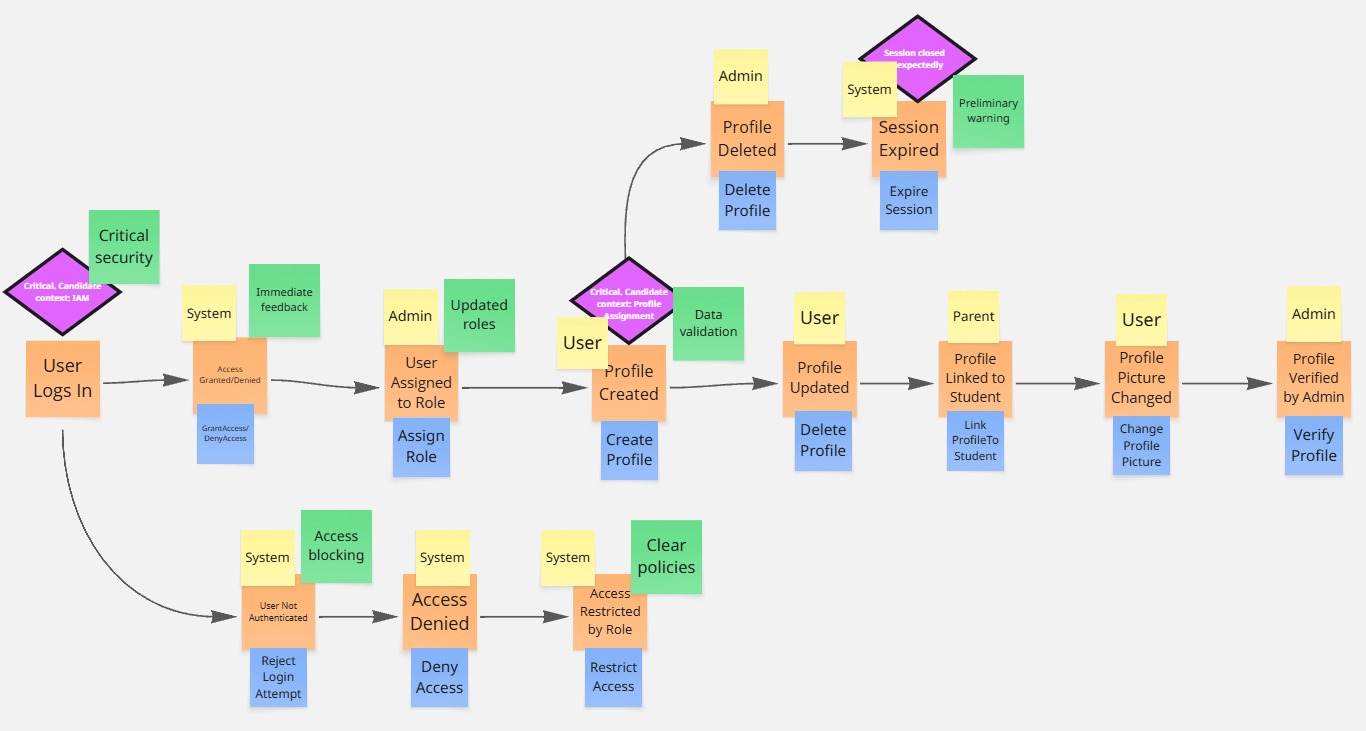 Session closed
expectedly
Admin
System
Preliminary
warning
Profile
Deleted
Session
Expired
Delete
Profile
Expire
Session
Critical
security
Critical, Candidate
context: IAM
System
Immediate
feedback
Admin
Updated
roles
Critical, Candidate
context: Profile
Assignment
User
Data
validation
User
Parent
User
Admin
User
Logs In
Access
Granted/Denied
User
Assigned
to Role
Profile
Created
Profile
Updated
Profile
Linked to
Student
Profile
Picture
Changed
Profile
Verified
by Admin
GrantAccess/
DenyAccess
Assign
Role
Create
Profile
Delete
Profile
Link
ProfileTo
Student
Change
Profile
Picture
Verify
Profile
System
Access
blocking
System
System
Clear
policies
User Not
Authenticated
Access
Denied
Access
Restricted
by Role
Reject
Login
Attempt
Deny
Access
Restrict
Access